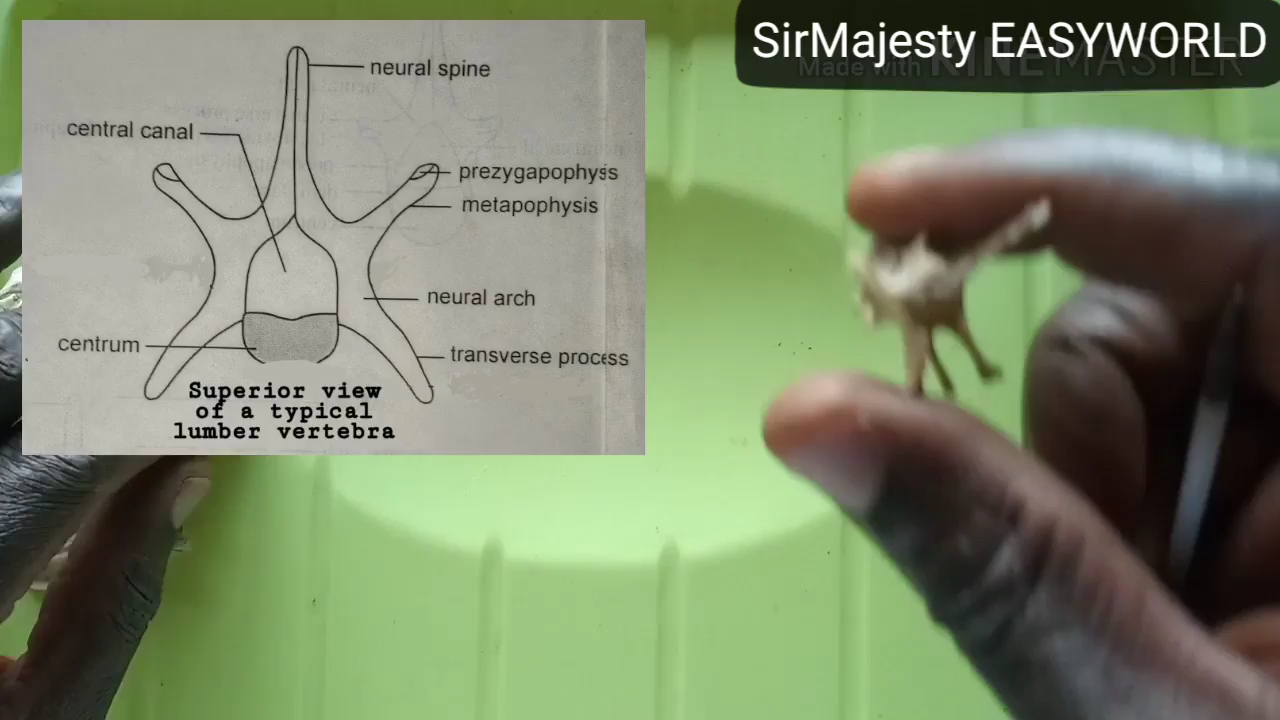 SirMajesty EASYWORLD
Made with KINEMASTER
neural spine
central canal
prezygapophysis
metapophysis
neural arch
centrum
transverse process
Superior view
of a typical
lumber vertebra